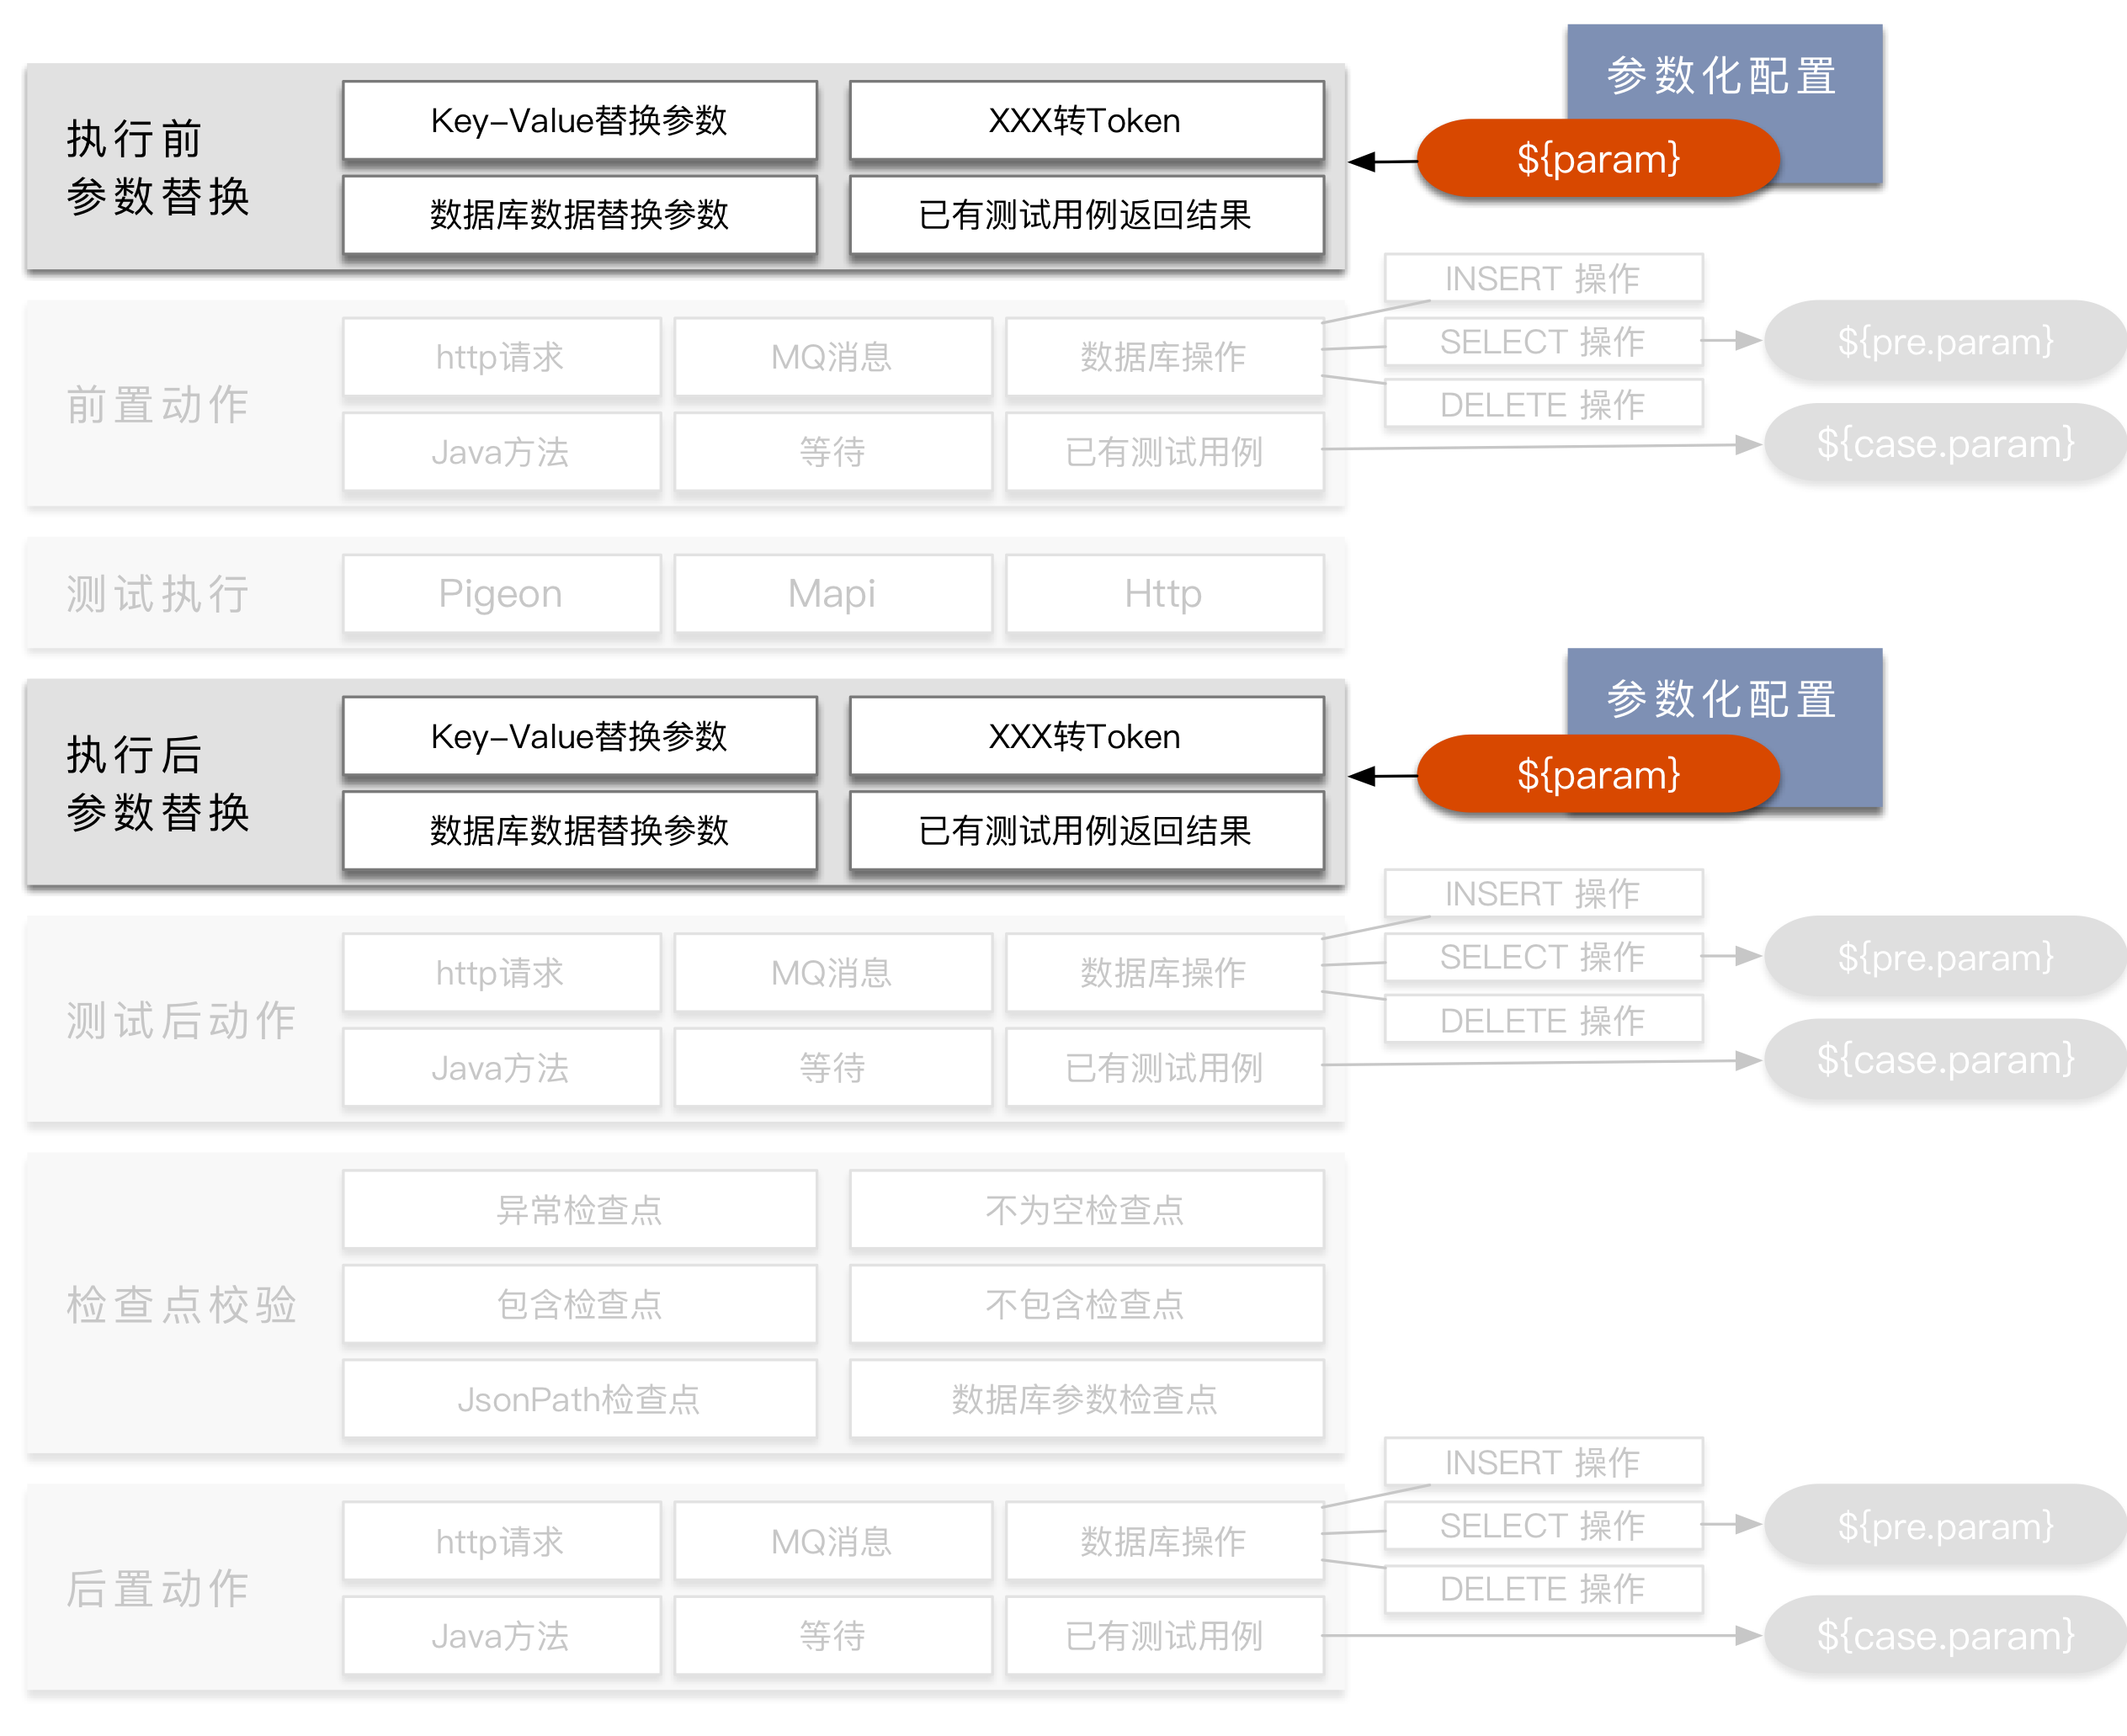 参数化配置
执行前
参数替换
Key-Value替换参数
XXX转Token
数据库数据替换参数
已有测试用例返回结果
${param}
前置动作
http请求
MQ消息
数据库操作
Java方法
等待
已有测试用例
INSERT 操作
SELECT 操作
DELETE 操作
${pre.param}
${case.param}
测试执行
Pigeon
Mapi
Http
参数化配置
执行后
参数替换
Key-Value替换参数
XXX转Token
数据库数据替换参数
已有测试用例返回结果
${param}
测试后动作
http请求
MQ消息
数据库操作
Java方法
等待
已有测试用例
INSERT 操作
SELECT 操作
DELETE 操作
${pre.param}
${case.param}
检查点校验
异常检查点
不为空检查点
包含检查点
不包含检查点
JsonPath检查点
数据库参数检查点
后置动作
http请求
MQ消息
数据库操作
Java方法
等待
已有测试用例
INSERT 操作
SELECT 操作
DELETE 操作
${pre.param}
${case.param}